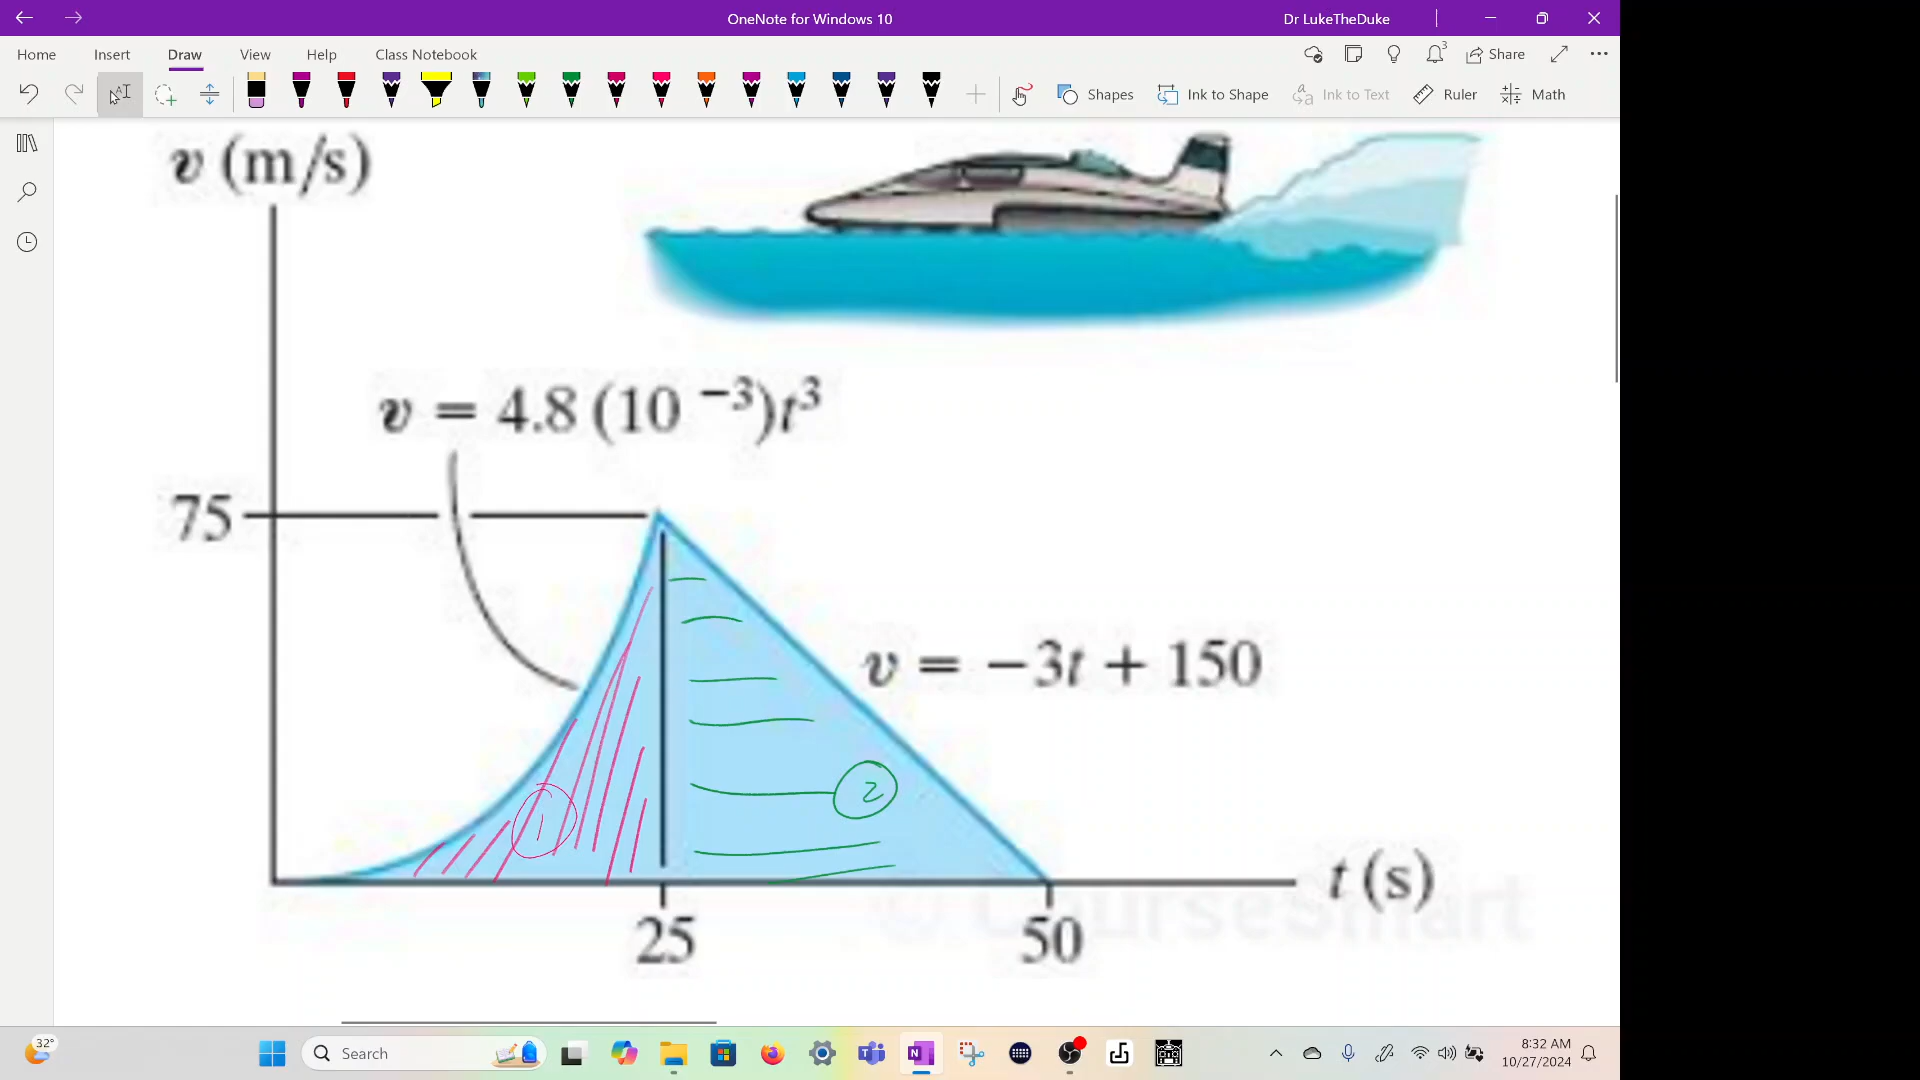 OneNote for Windows 10
Dr LukeTheDuke
Home Insert Draw View Help Class Notebook
3
Share
Shapes Ink to Shape Ink to Text Ruler Math
v (m/s)
v = 4.8 (10 ⁻³)t³
75
v = −3t + 150
1
2
t (s)
25
50
© CourseSmart
32°
Search
8:32 AM
10/27/2024